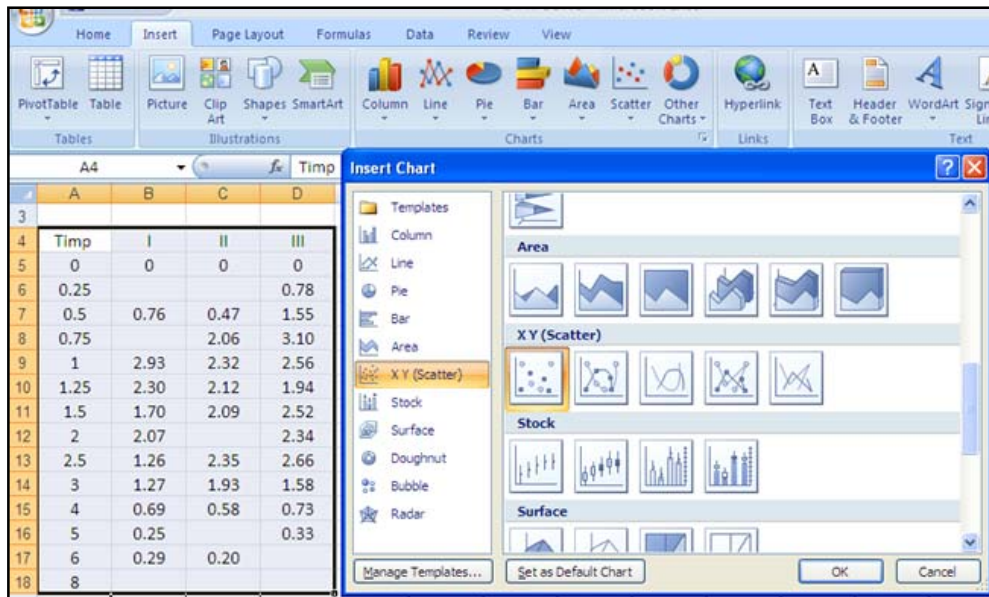 Home Insert Page Layout Formulas Data Review View
PivotTable Table Picture Clip Art Shapes SmartArt Column Line Pie Bar Area Scatter Other Charts Hyperlink Text Box Header & Footer WordArt
Tables Illustrations Charts Links Text
A4 fx Timp
Insert Chart
A B C D
3
4 Timp I II III
5 0 0 0 0
6 0.25 0.78
7 0.5 0.76 0.47 1.55
8 0.75 2.06 3.10
9 1 2.93 2.32 2.56
10 1.25 2.30 2.12 1.94
11 1.5 1.70 2.09 2.52
12 2 2.07 2.34
13 2.5 1.26 2.35 2.66
14 3 1.27 1.93 1.58
15 4 0.69 0.58 0.73
16 5 0.25 0.33
17 6 0.29 0.20
18 8
Templates
Column
Line
Pie
Bar
Area
X Y (Scatter)
Stock
Surface
Doughnut
Bubble
Radar
Area
X Y (Scatter)
Stock
Surface
Manage Templates... Set as Default Chart OK Cancel